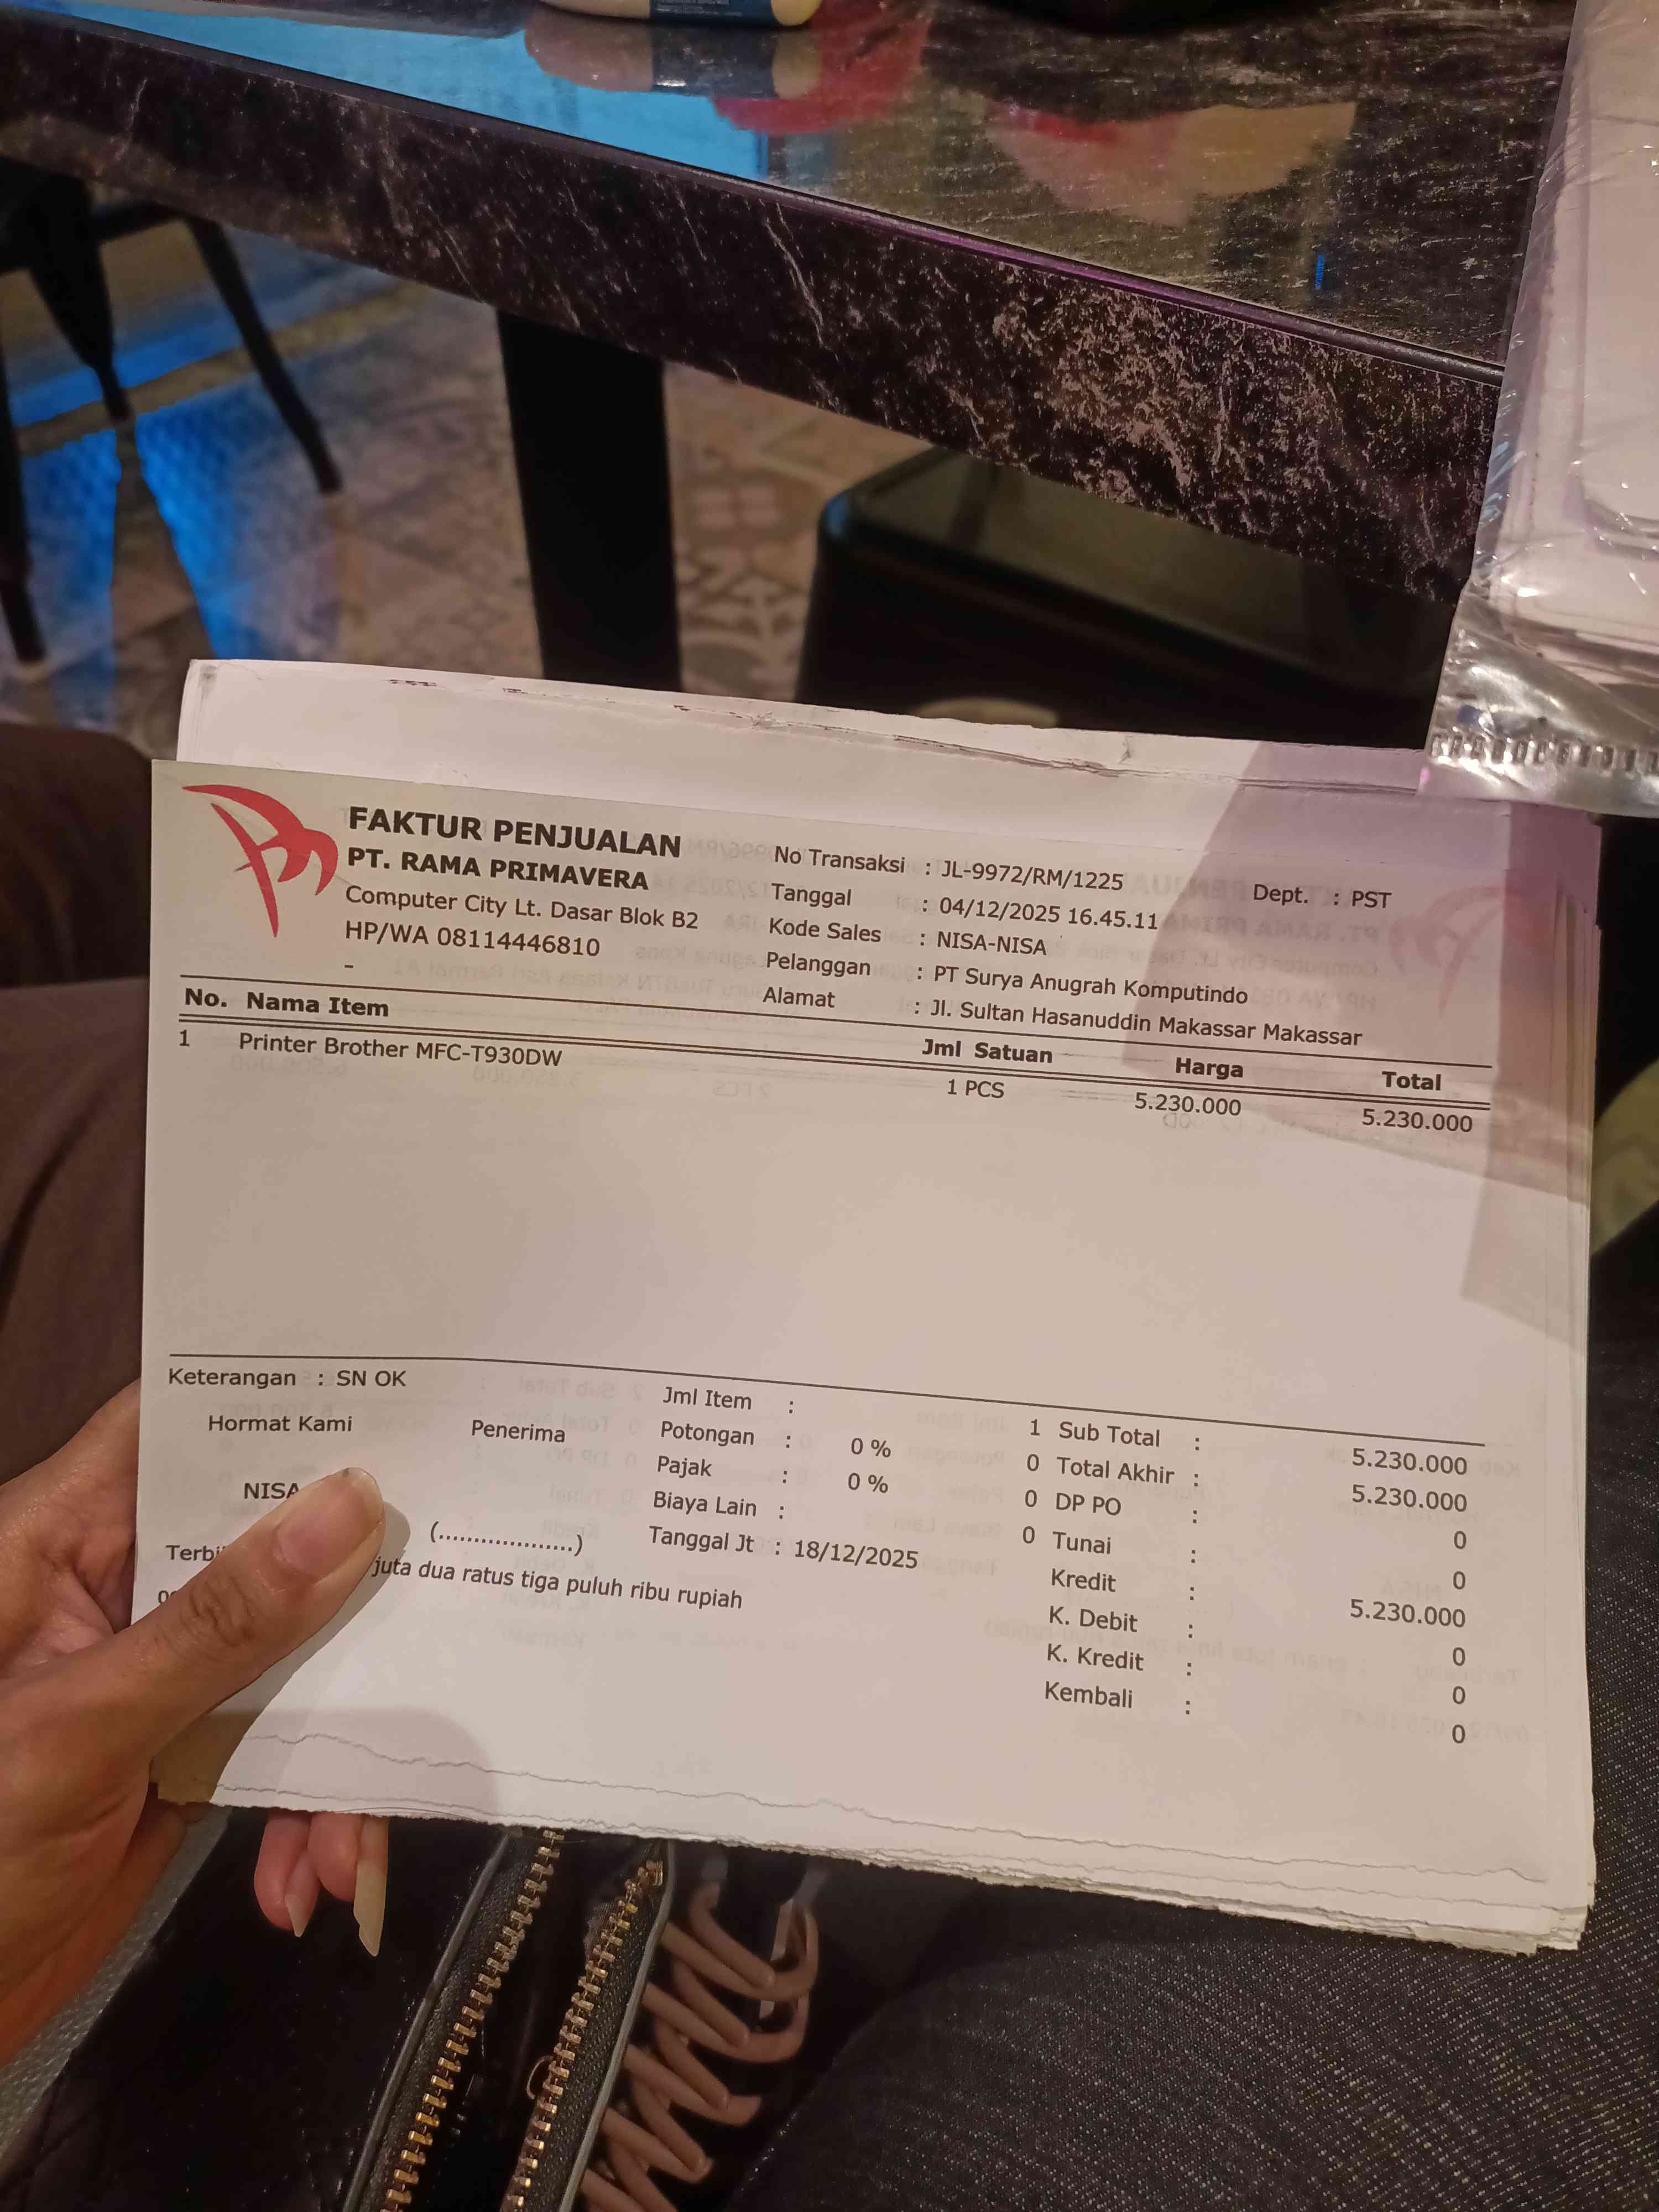 FAKTUR PENJUALAN
PT. RAMA PRIMAVERA
Computer City Lt. Dasar Blok B2
HP/WA 08114446810
-
No Transaksi : JL-9972/RM/1225
Dept. : PST
Tanggal : 04/12/2025 16.45.11
Kode Sales : NISA-NISA
Pelanggan : PT Surya Anugrah Komputindo
Alamat : Jl. Sultan Hasanuddin Makassar Makassar
No. Nama Item Jml Satuan Harga Total
1 Printer Brother MFC-T930DW 1 PCS 5.230.000 5.230.000
Keterangan : SN OK
Hormat Kami
Penerima
NISA
(...................)
Jml Item : 1
Potongan : 0 % 0
Pajak : 0 % 0
Biaya Lain : 0
Tanggal Jt : 18/12/2025
Sub Total : 5.230.000
Total Akhir : 5.230.000
DP PO : 0
Tunai : 0
Kredit : 5.230.000
K. Debit : 0
K. Kredit : 0
Kembali : 0
juta dua ratus tiga puluh ribu rupiah